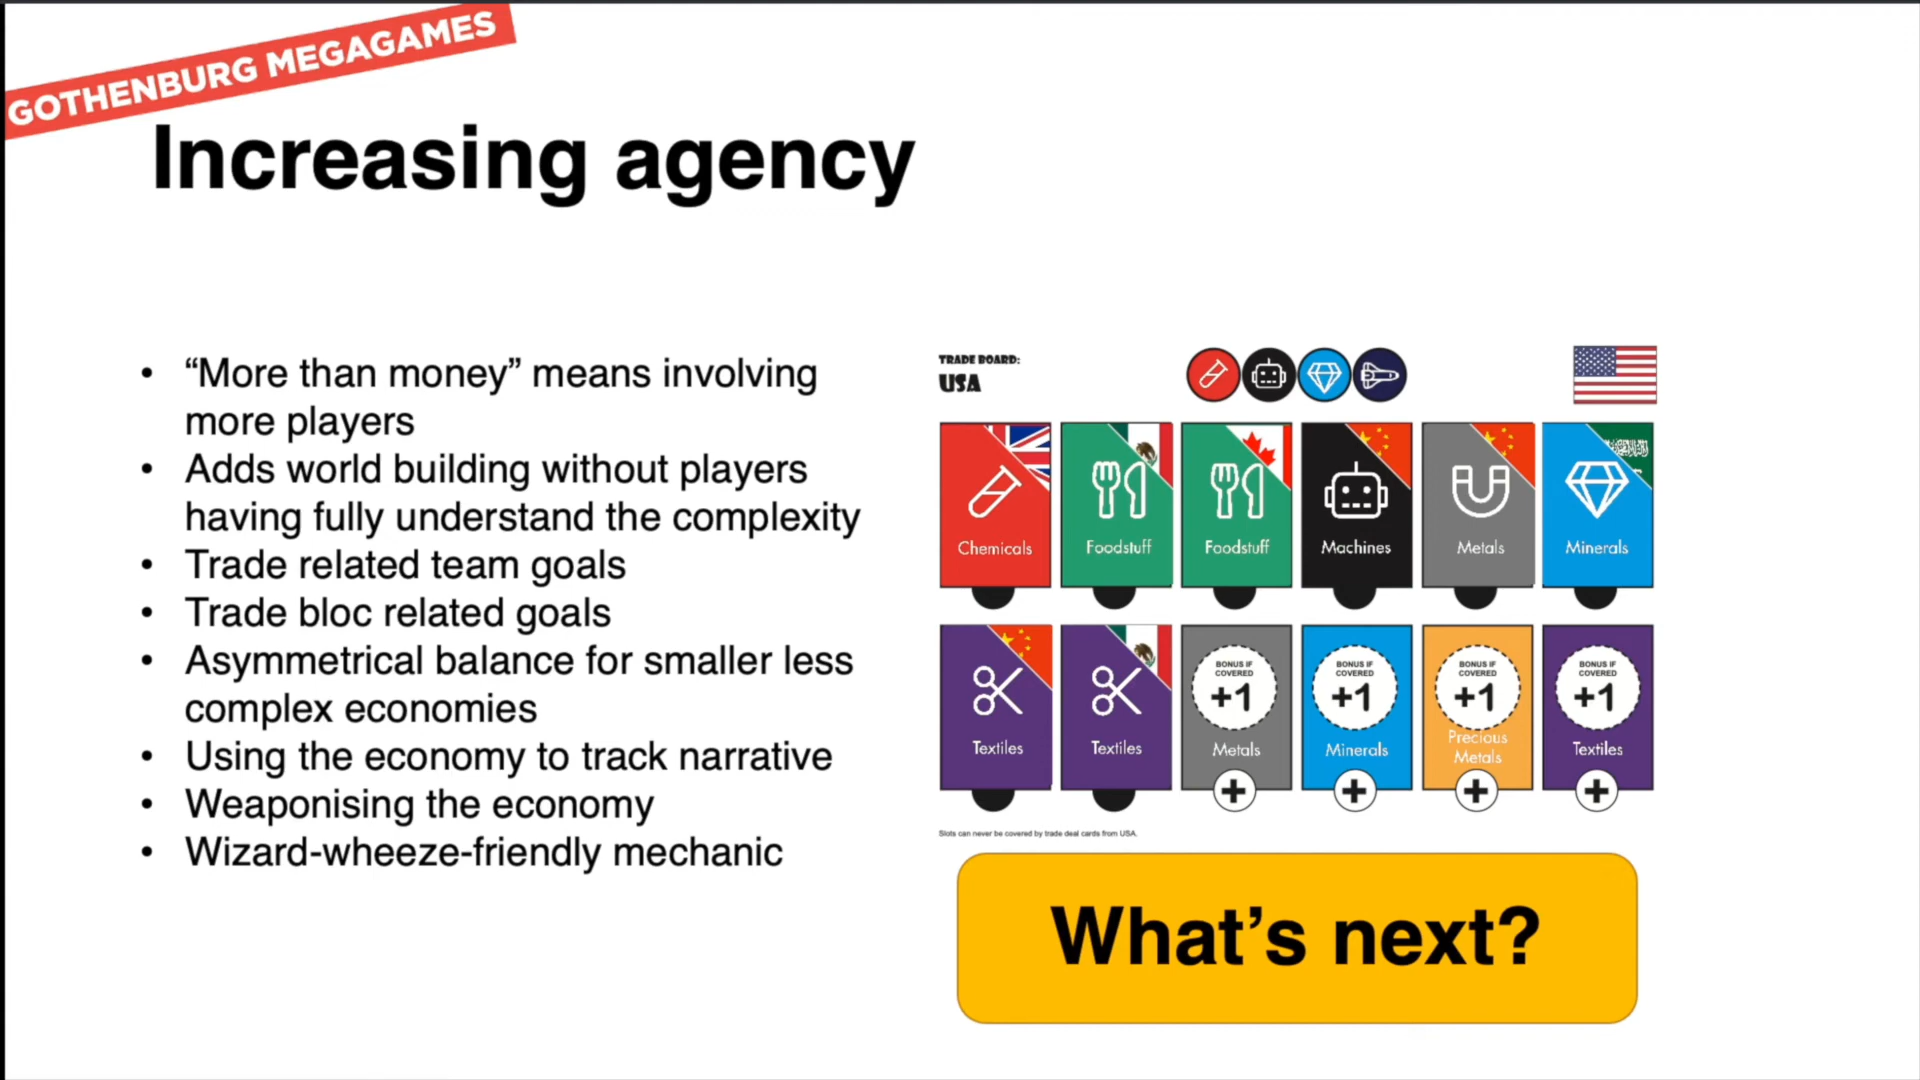 GOTHENBURG MEGAGAMES
Increasing agency
• “More than money” means involving
more players
• Adds world building without players
having fully understand the complexity
• Trade related team goals
• Trade bloc related goals
• Asymmetrical balance for smaller less
complex economies
• Using the economy to track narrative
• Weaponising the economy
• Wizard-wheeze-friendly mechanic
TRADE BOARD:
USA
Chemicals
Foodstuff
Foodstuff
Machines
Metals
Minerals
Textiles
Textiles
BONUS IF
COVERED
+1
Metals
BONUS IF
COVERED
+1
Minerals
BONUS IF
COVERED
+1
Precious
Metals
BONUS IF
COVERED
+1
Textiles
Slots can never be covered by trade deal cards from USA.
What’s next?